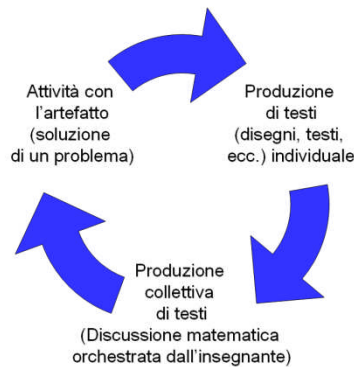 Attività con
l'artefatto
(soluzione
di un problema)
Produzione
di testi
(disegni, testi,
ecc.) individuale
Produzione
collettiva
di testi
(Discussione matematica
orchestrata dall'insegnante)